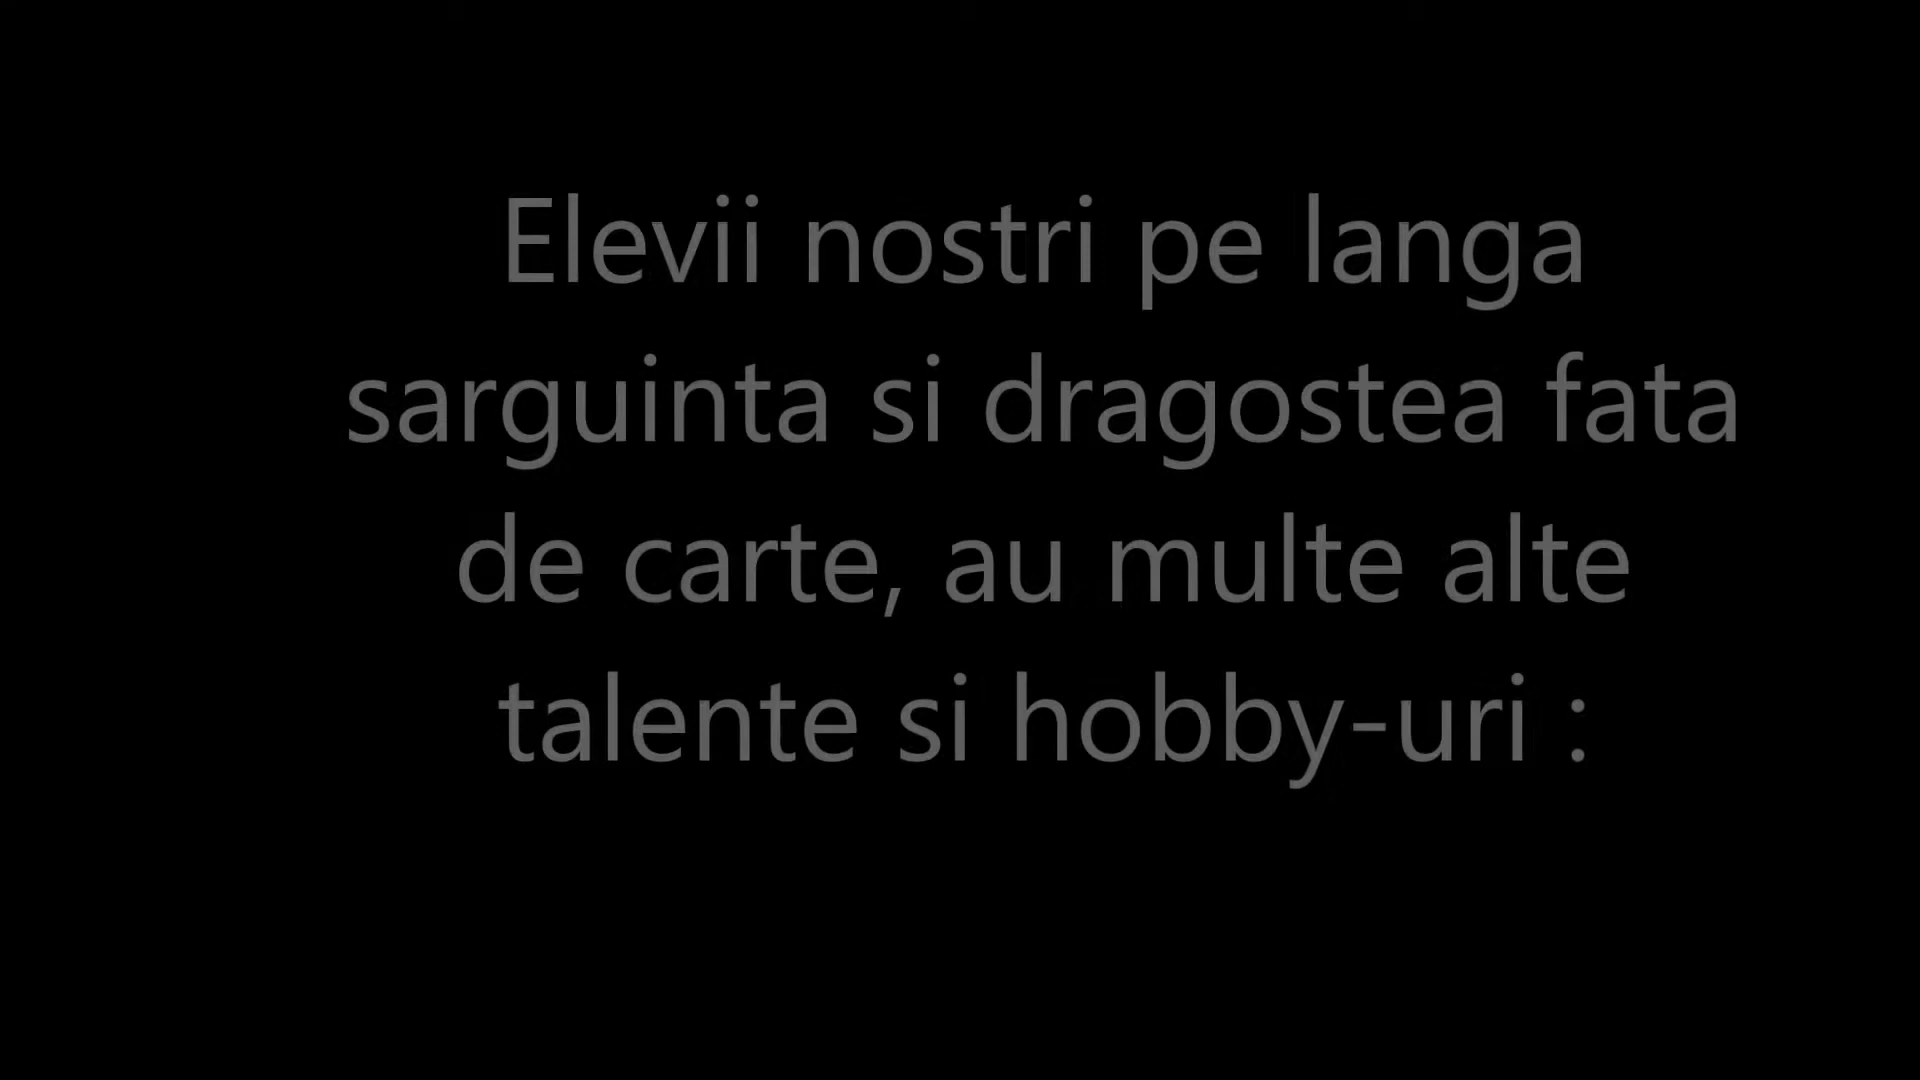 Elevii nostri pe langa
sarguinta si dragostea fata
de carte, au multe alte
talente si hobby-uri :